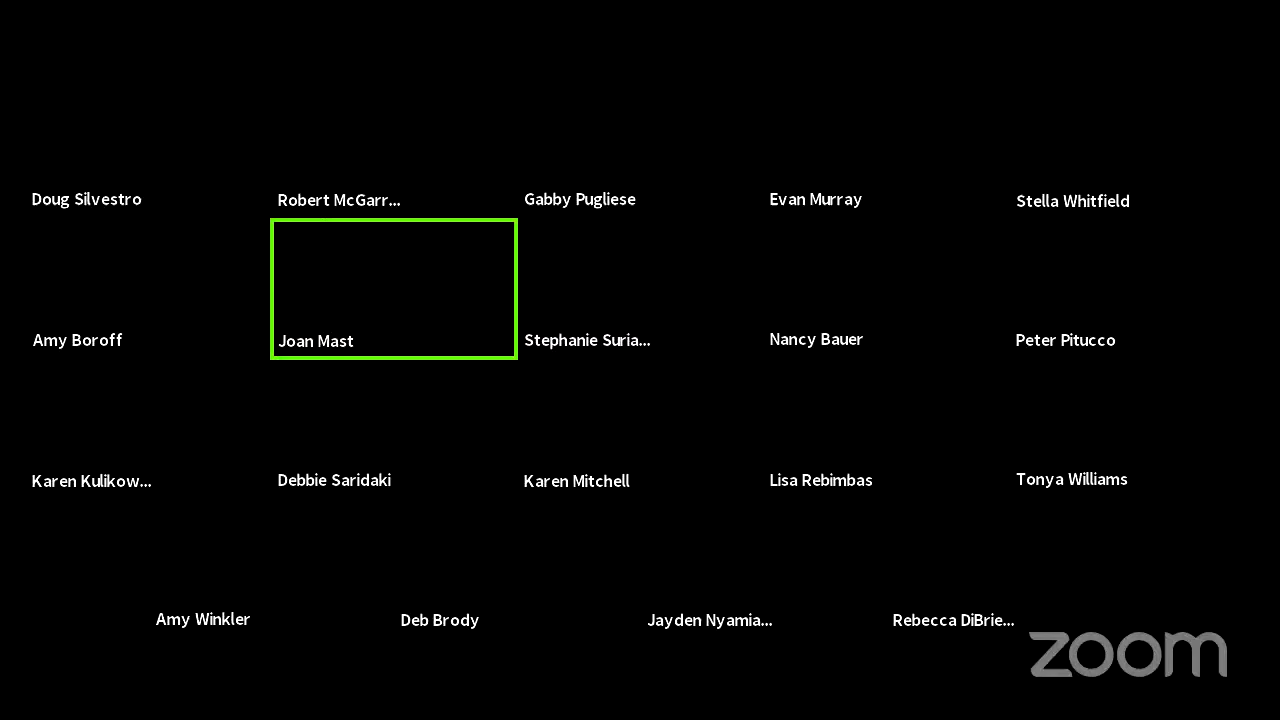 Doug Silvestro
Robert McGarr...
Gabby Pugliese
Evan Murray
Stella Whitfield
Amy Boroff
Joan Mast
Stephanie Suria...
Nancy Bauer
Peter Pitucco
Karen Kulikow...
Debbie Saridaki
Karen Mitchell
Lisa Rebimbas
Tonya Williams
Amy Winkler
Deb Brody
Jayden Nyamia...
Rebecca DiBrie...
zoom